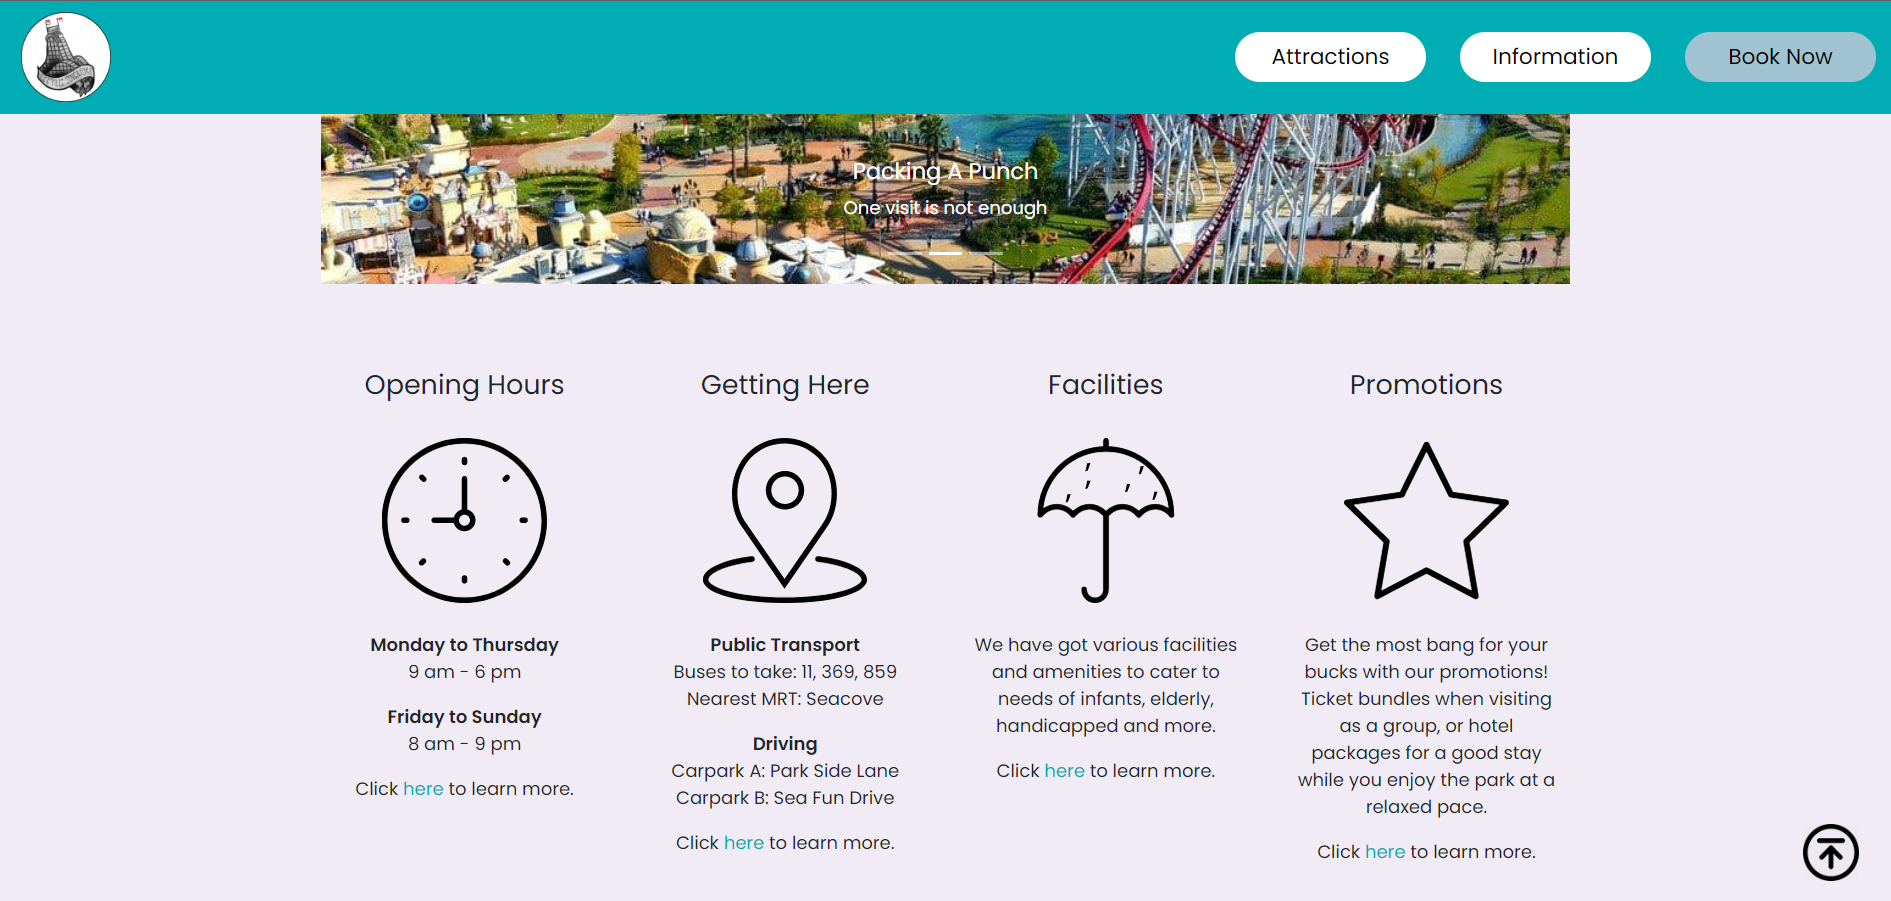 Attractions
Information
Book Now
Packing A Punch
One visit is not enough
Opening Hours
Monday to Thursday
9 am - 6 pm
Friday to Sunday
8 am - 9 pm
Click here to learn more.
Getting Here
Public Transport
Buses to take: 11, 369, 859
Nearest MRT: Seacove
Driving
Carpark A: Park Side Lane
Carpark B: Sea Fun Drive
Click here to learn more.
Facilities
We have got various facilities
and amenities to cater to
needs of infants, elderly,
handicapped and more.
Click here to learn more.
Promotions
Get the most bang for your
bucks with our promotions!
Ticket bundles when visiting
as a group, or hotel
packages for a good stay
while you enjoy the park at a
relaxed pace.
Click here to learn more.